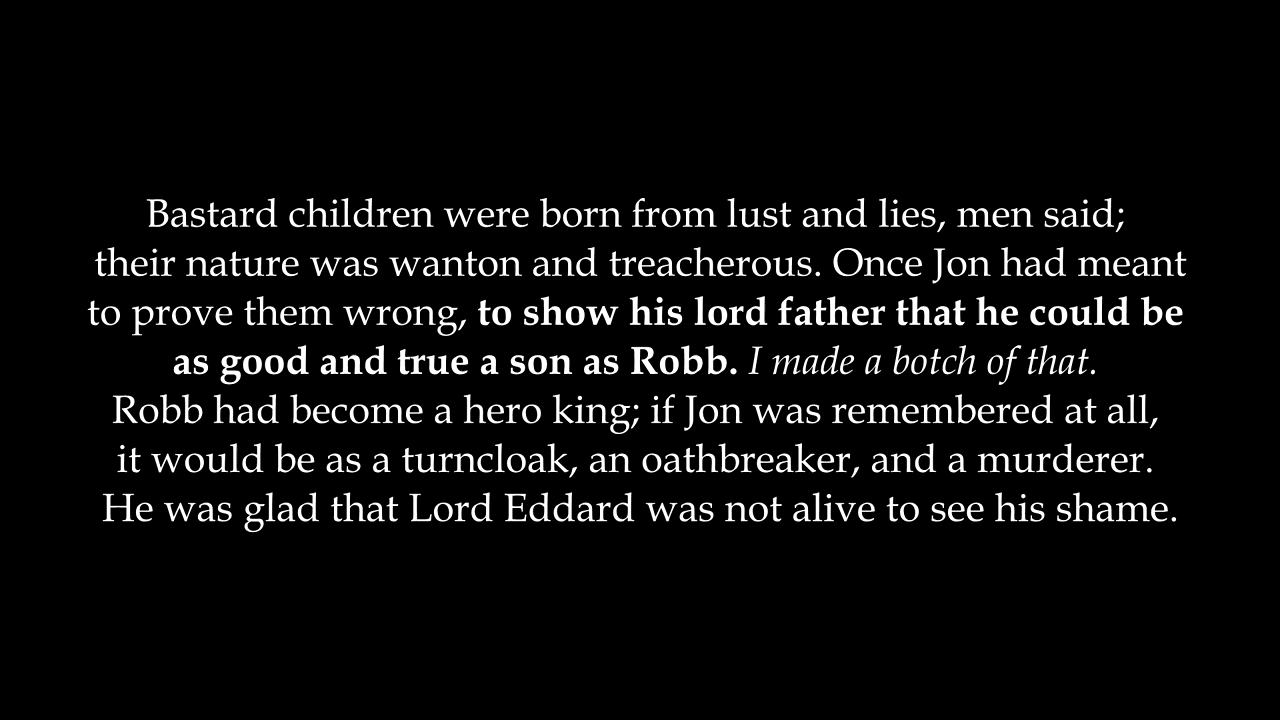 Bastard children were born from lust and lies, men said;
their nature was wanton and treacherous. Once Jon had meant
to prove them wrong, to show his lord father that he could be
as good and true a son as Robb. I made a botch of that.
Robb had become a hero king; if Jon was remembered at all,
it would be as a turncloak, an oathbreaker, and a murderer.
He was glad that Lord Eddard was not alive to see his shame.